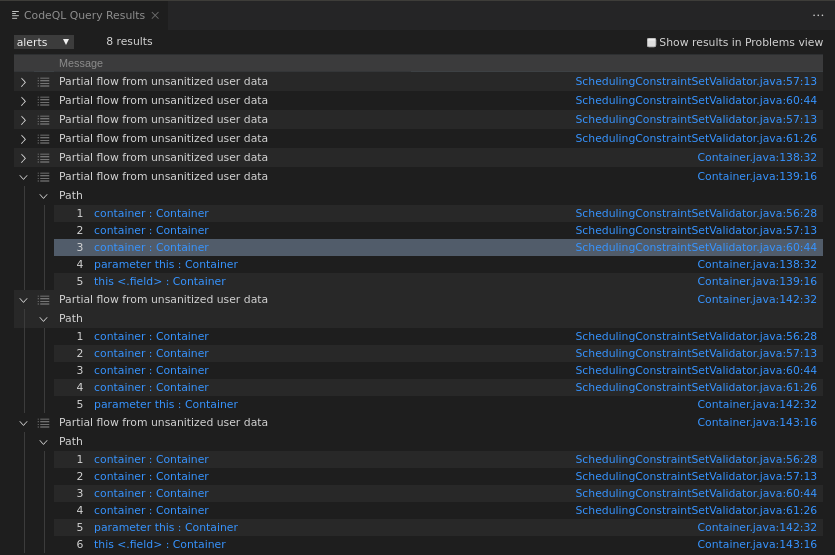 CodeQL Query Results
alerts 8 results Show results in Problems view
Message
Partial flow from unsanitized user data SchedulingConstraintSetValidator.java:57:13
Partial flow from unsanitized user data SchedulingConstraintSetValidator.java:60:44
Partial flow from unsanitized user data SchedulingConstraintSetValidator.java:57:13
Partial flow from unsanitized user data SchedulingConstraintSetValidator.java:61:26
Partial flow from unsanitized user data Container.java:138:32
Partial flow from unsanitized user data Container.java:139:16
Path
1 container : Container SchedulingConstraintSetValidator.java:56:28
2 container : Container SchedulingConstraintSetValidator.java:57:13
3 container : Container SchedulingConstraintSetValidator.java:60:44
4 parameter this : Container Container.java:138:32
5 this <.field> : Container Container.java:139:16
Partial flow from unsanitized user data Container.java:142:32
Path
1 container : Container SchedulingConstraintSetValidator.java:56:28
2 container : Container SchedulingConstraintSetValidator.java:57:13
3 container : Container SchedulingConstraintSetValidator.java:60:44
4 container : Container SchedulingConstraintSetValidator.java:61:26
5 parameter this : Container Container.java:142:32
Partial flow from unsanitized user data Container.java:143:16
Path
1 container : Container SchedulingConstraintSetValidator.java:56:28
2 container : Container SchedulingConstraintSetValidator.java:57:13
3 container : Container SchedulingConstraintSetValidator.java:60:44
4 container : Container SchedulingConstraintSetValidator.java:61:26
5 parameter this : Container Container.java:142:32
6 this <.field> : Container Container.java:143:16